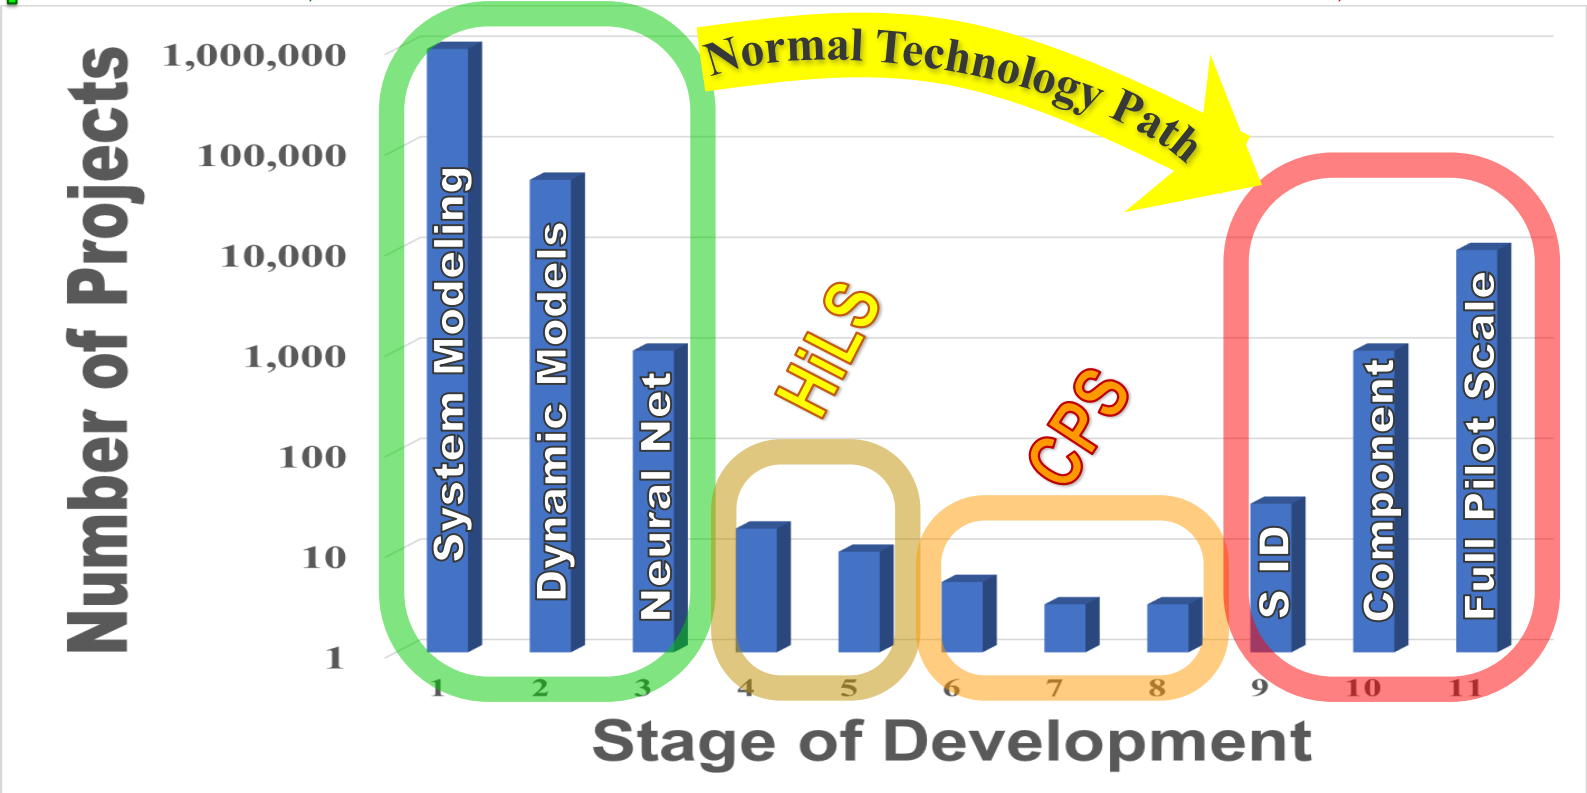 Number of Projects
1,000,000
100,000
10,000
1,000
100
10
1
Normal Technology Path
System Modeling
Dynamic Models
Neural Net
HiLS
CPS
S ID
Component
Full Pilot Scale
1 2 3 4 5 6 7 8 9 10 11
Stage of Development